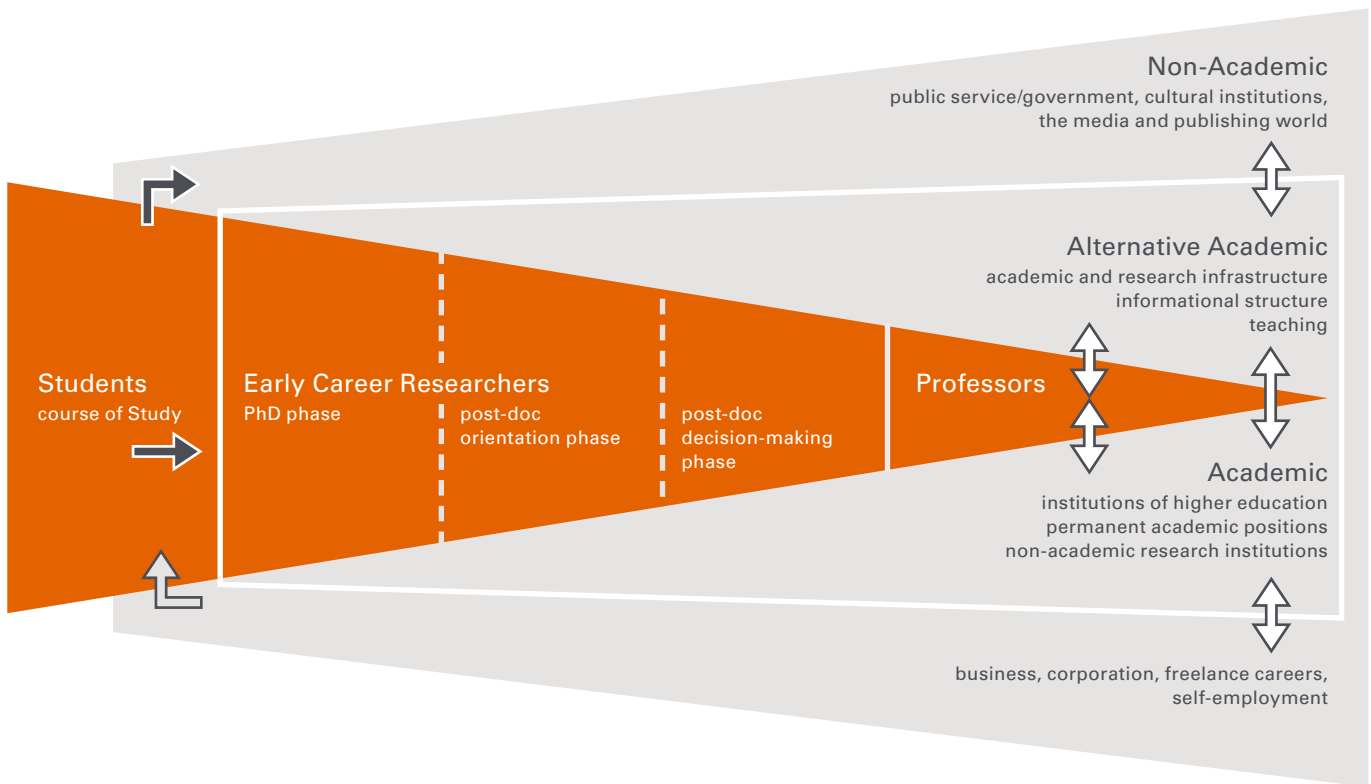 Non-Academic
public service/government, cultural institutions,
the media and publishing world
Alternative Academic
academic and research infrastructure
informational structure
teaching
Students
course of Study
Early Career Researchers
PhD phase
post-doc
orientation phase
post-doc
decision-making
phase
Professors
Academic
institutions of higher education
permanent academic positions
non-academic research institutions
business, corporation, freelance careers,
self-employment